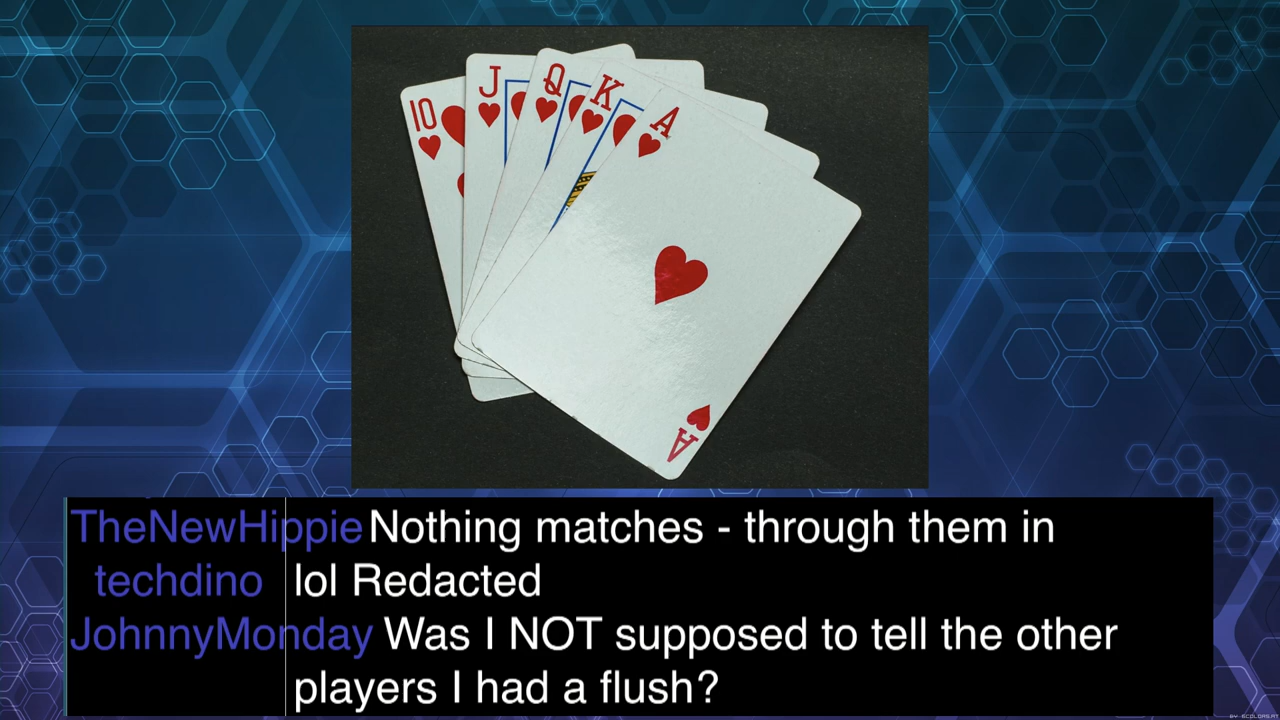 10 J Q K A
A
TheNewHippie Nothing matches - through them in
techdino lol Redacted
JohnnyMonday Was I NOT supposed to tell the other
players I had a flush?